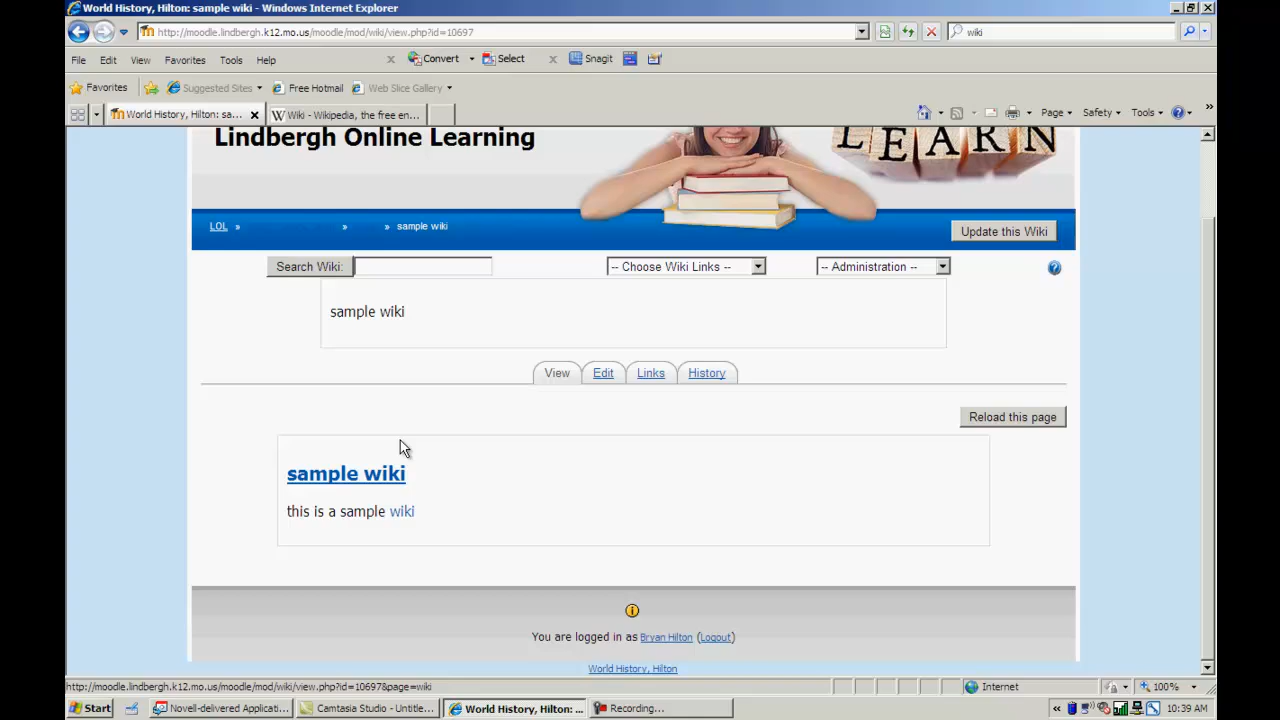 World History, Hilton: sample wiki - Windows Internet Explorer
http://moodle.lindbergh.k12.mo.us/moodle/mod/wiki/view.php?id=10697
wiki
File Edit View Favorites Tools Help
Convert Select Snagit
Favorites Suggested Sites Free Hotmail Web Slice Gallery
World History, Hilton: sa... Wiki - Wikipedia, the free en...
Page Safety Tools
Lindbergh Online Learning
LEARN
LOL » » » sample wiki
Update this Wiki
Search Wiki: -- Choose Wiki Links -- -- Administration --
sample wiki
View Edit Links History
Reload this page
sample wiki
this is a sample wiki
You are logged in as Bryan Hilton (Logout)
World History, Hilton
http://moodle.lindbergh.k12.mo.us/moodle/mod/wiki/view.php?id=10697&page=wiki
Internet 100%
Start Novell-delivered Applicati... Camtasia Studio - Untitle... World History, Hilton: ... Recording... 10:39 AM